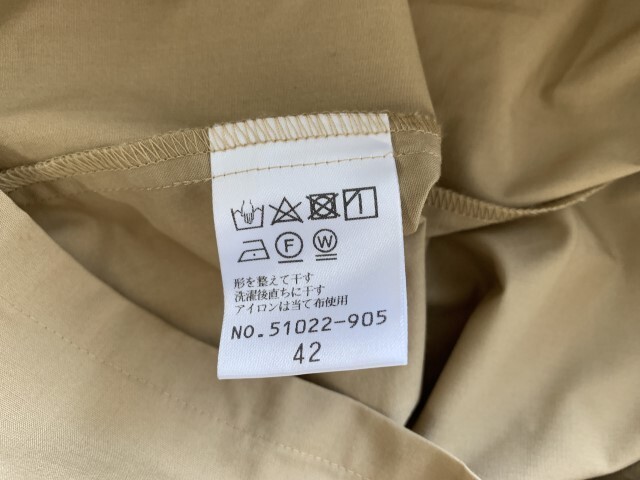 F W
形を整えて干す
洗濯後直ちに干す
アイロンは当て布使用
NO.51022-905
42